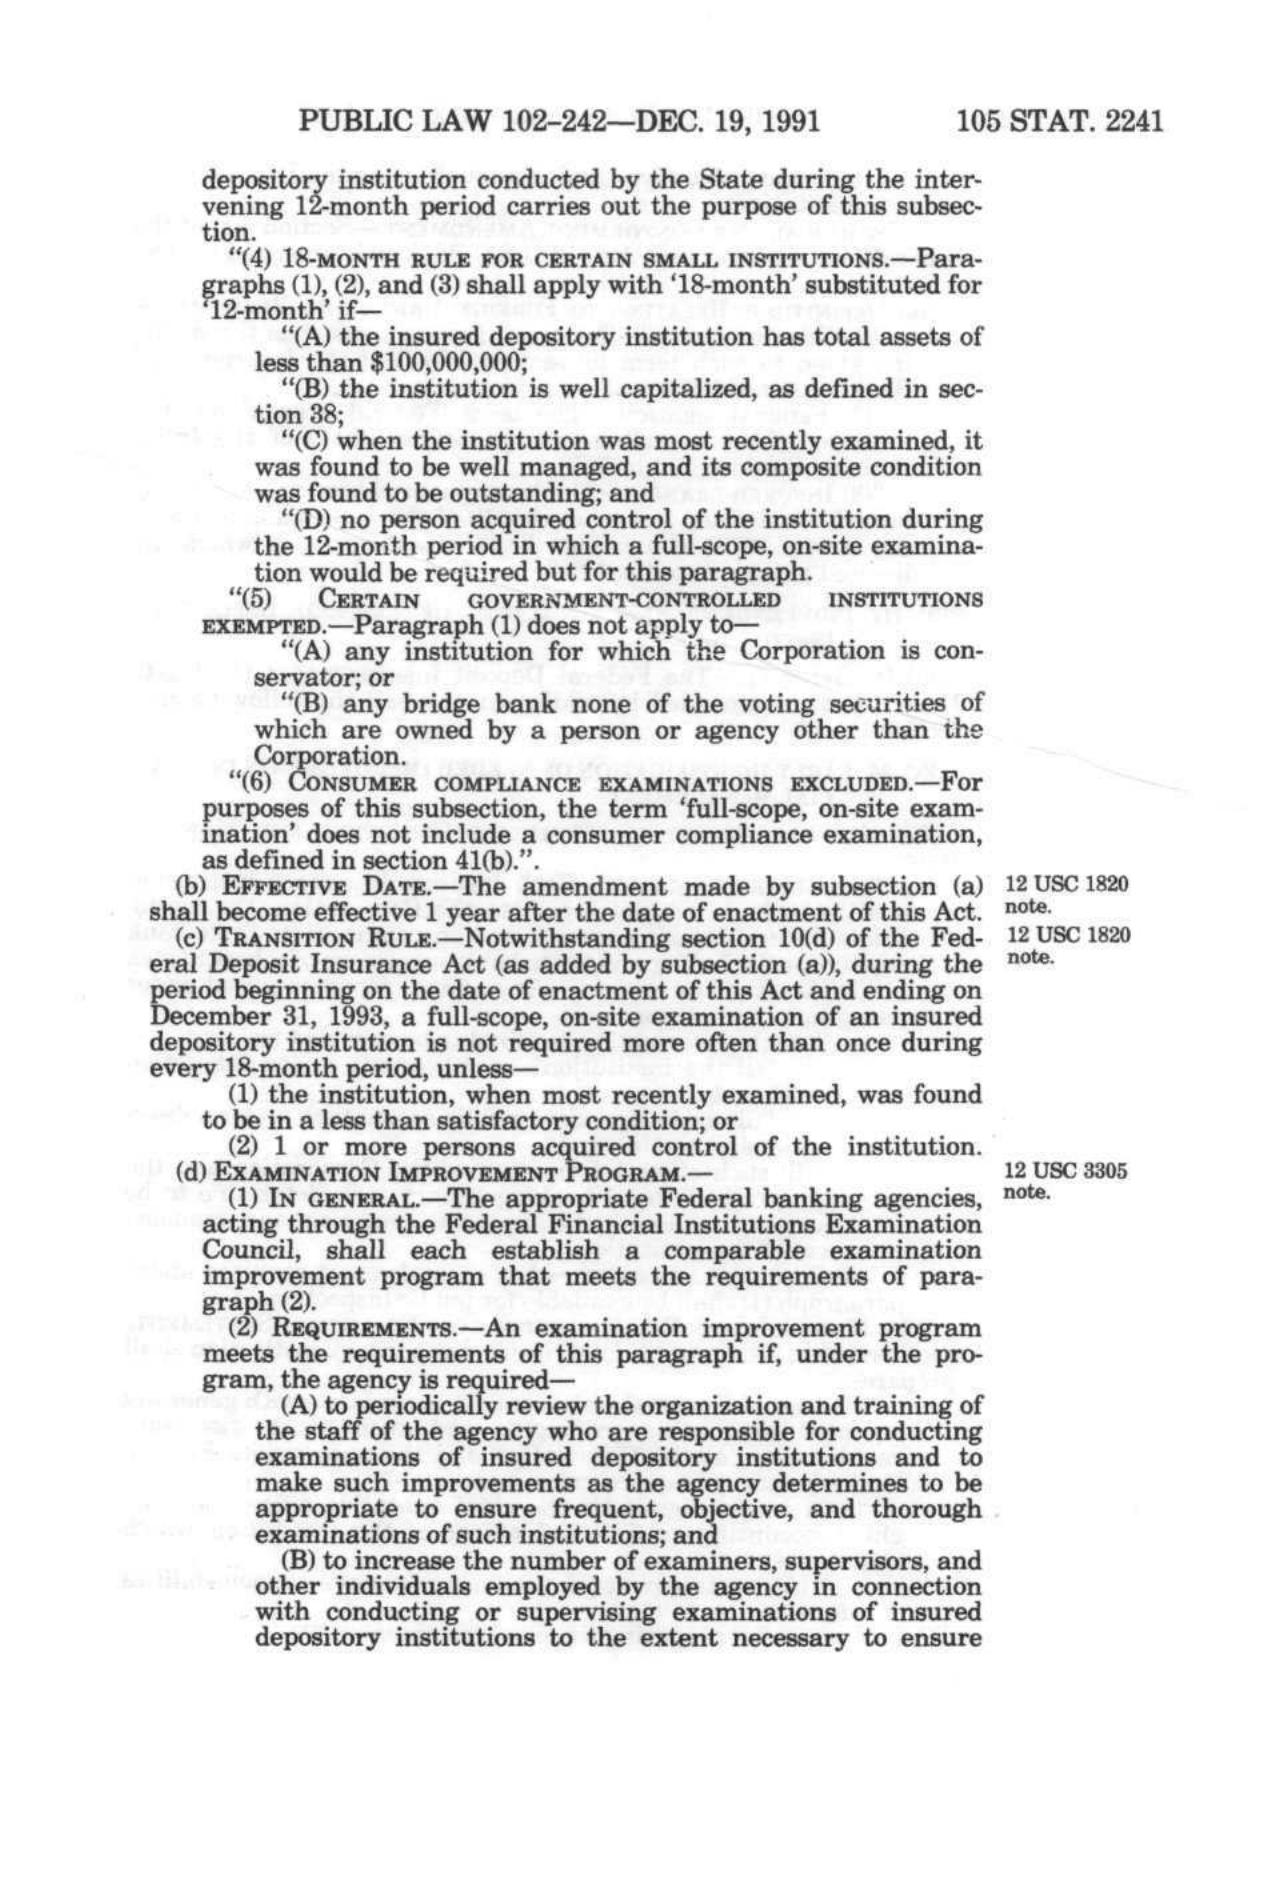 PUBLIC LAW 102–242—DEC. 19, 1991 105 STAT. 2241
depository institution conducted by the State during the inter-
vening 12-month period carries out the purpose of this subsec-
tion.
“(4) 18-MONTH RULE FOR CERTAIN SMALL INSTITUTIONS.—Para-
graphs (1), (2), and (3) shall apply with ‘18-month’ substituted for
‘12-month’ if—
“(A) the insured depository institution has total assets of
less than $100,000,000;
“(B) the institution is well capitalized, as defined in sec-
tion 38;
“(C) when the institution was most recently examined, it
was found to be well managed, and its composite condition
was found to be outstanding; and
“(D) no person acquired control of the institution during
the 12-month period in which a full-scope, on-site examina-
tion would be required but for this paragraph.
“(5) CERTAIN GOVERNMENT-CONTROLLED INSTITUTIONS
EXEMPTED.—Paragraph (1) does not apply to—
“(A) any institution for which the Corporation is con-
servator; or
“(B) any bridge bank none of the voting securities of
which are owned by a person or agency other than the
Corporation.
“(6) CONSUMER COMPLIANCE EXAMINATIONS EXCLUDED.—For
purposes of this subsection, the term ‘full-scope, on-site exam-
ination’ does not include a consumer compliance examination,
as defined in section 41(b).”.
(b) EFFECTIVE DATE.—The amendment made by subsection (a)
shall become effective 1 year after the date of enactment of this Act.
12 USC 1820
note.
(c) TRANSITION RULE.—Notwithstanding section 10(d) of the Fed-
eral Deposit Insurance Act (as added by subsection (a)), during the
period beginning on the date of enactment of this Act and ending on
December 31, 1993, a full-scope, on-site examination of an insured
depository institution is not required more often than once during
every 18-month period, unless—
12 USC 1820
note.
(1) the institution, when most recently examined, was found
to be in a less than satisfactory condition; or
(2) 1 or more persons acquired control of the institution.
(d) EXAMINATION IMPROVEMENT PROGRAM.—
12 USC 3305
note.
(1) IN GENERAL.—The appropriate Federal banking agencies,
acting through the Federal Financial Institutions Examination
Council, shall each establish a comparable examination
improvement program that meets the requirements of para-
graph (2).
(2) REQUIREMENTS.—An examination improvement program
meets the requirements of this paragraph if, under the pro-
gram, the agency is required—
(A) to periodically review the organization and training of
the staff of the agency who are responsible for conducting
examinations of insured depository institutions and to
make such improvements as the agency determines to be
appropriate to ensure frequent, objective, and thorough
examinations of such institutions; and
(B) to increase the number of examiners, supervisors, and
other individuals employed by the agency in connection
with conducting or supervising examinations of insured
depository institutions to the extent necessary to ensure